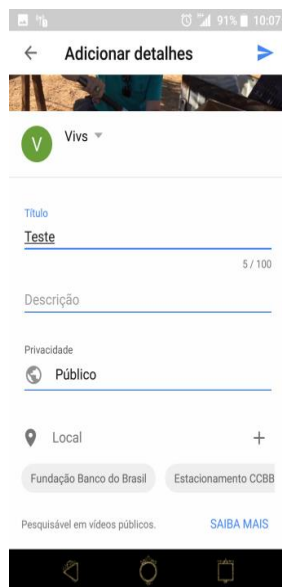 91% 10:07
Adicionar detalhes
V
Vivs
Título
Teste
5 / 100
Descrição
Privacidade
Público
Local
Fundação Banco do Brasil Estacionamento CCBB
Pesquisável em vídeos públicos. SAIBA MAIS